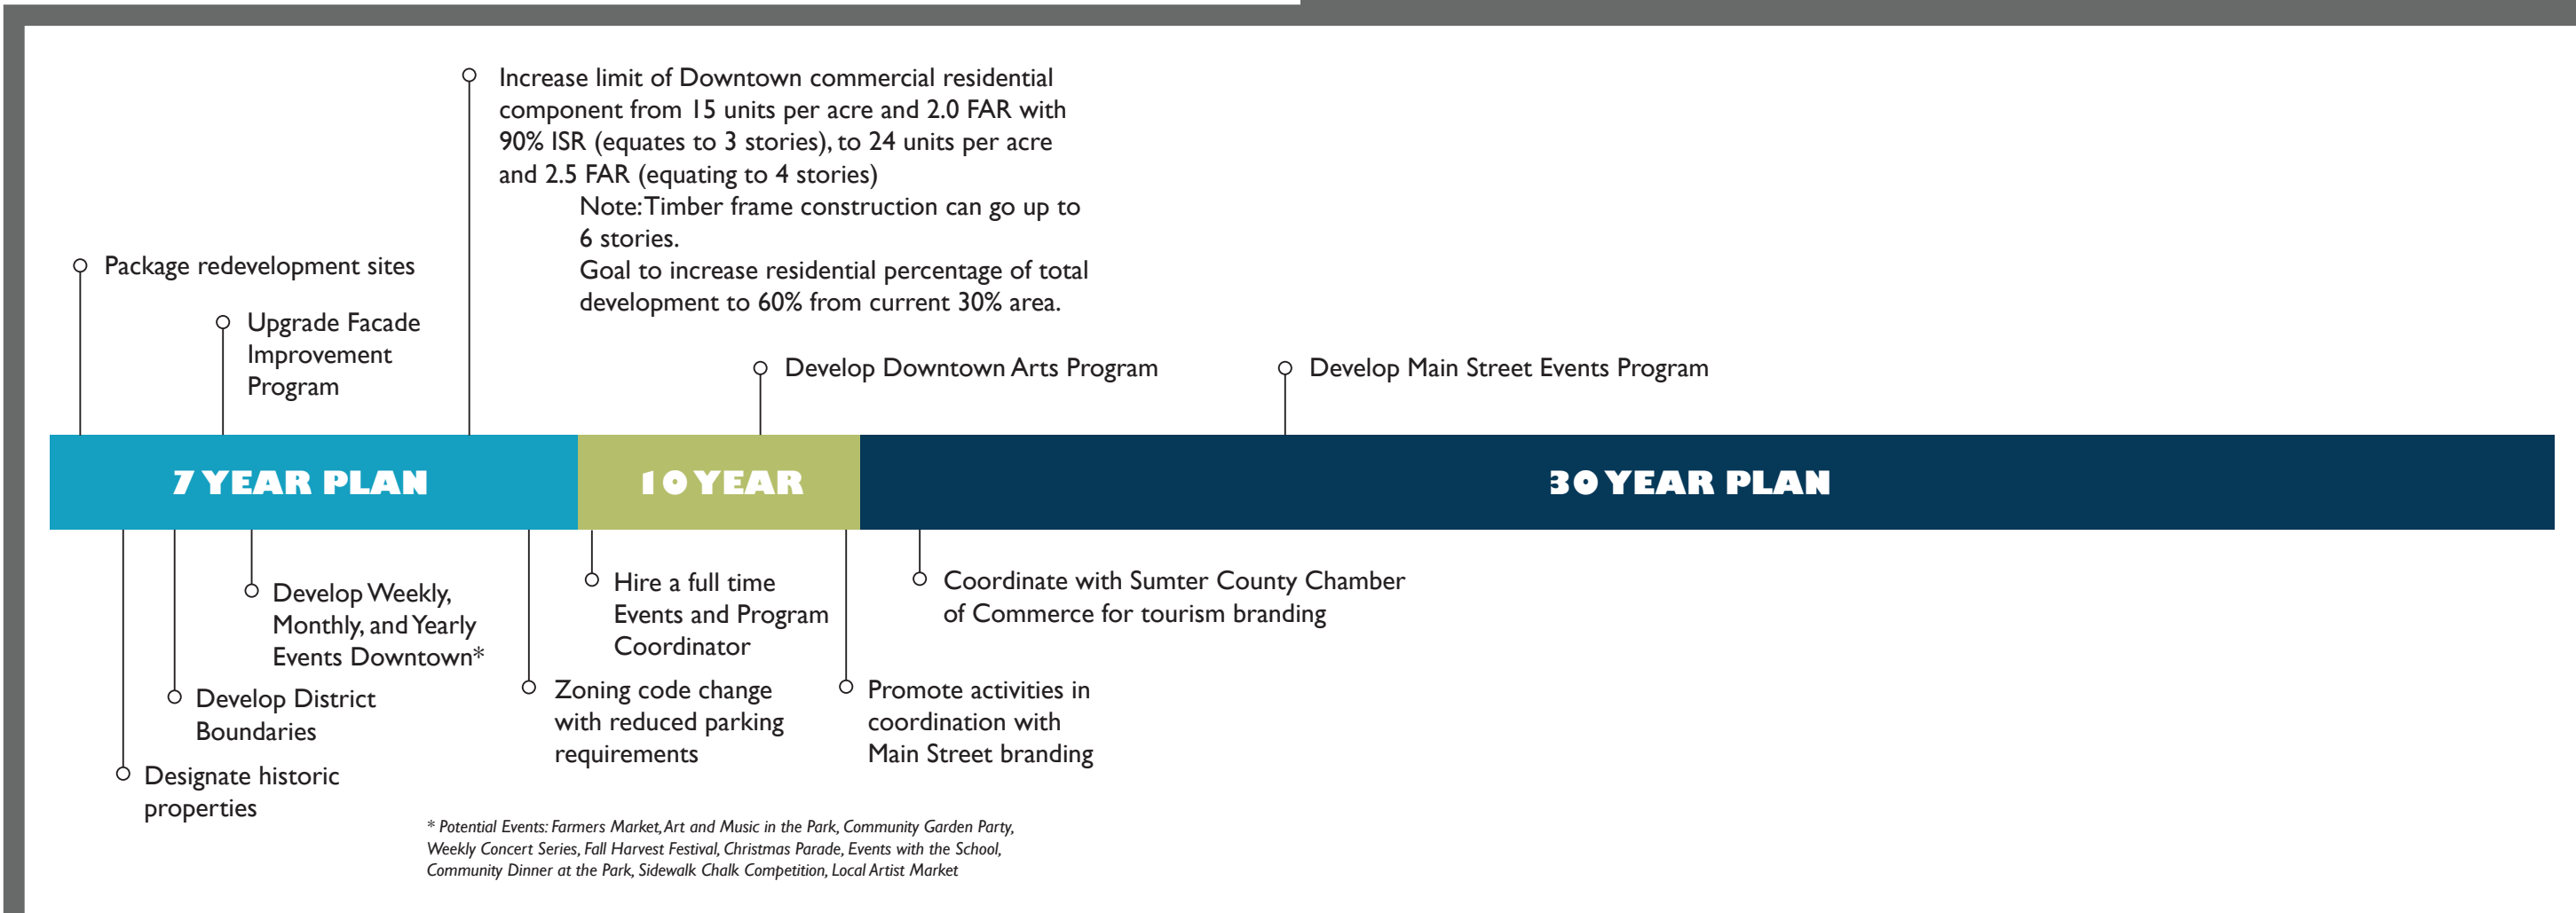 Increase limit of Downtown commercial residential
component from 15 units per acre and 2.0 FAR with
90% ISR (equates to 3 stories), to 24 units per acre
and 2.5 FAR (equating to 4 stories)
Note: Timber frame construction can go up to
6 stories.
Goal to increase residential percentage of total
development to 60% from current 30% area.
Package redevelopment sites
Upgrade Facade
Improvement
Program
Develop Downtown Arts Program
Develop Main Street Events Program
7 YEAR PLAN
10 YEAR
30 YEAR PLAN
Develop Weekly,
Monthly, and Yearly
Events Downtown*
Develop District
Boundaries
Designate historic
properties
Zoning code change
with reduced parking
requirements
Hire a full time
Events and Program
Coordinator
Promote activities in
coordination with
Main Street branding
Coordinate with Sumter County Chamber
of Commerce for tourism branding
* Potential Events: Farmers Market, Art and Music in the Park, Community Garden Party,
Weekly Concert Series, Fall Harvest Festival, Christmas Parade, Events with the School,
Community Dinner at the Park, Sidewalk Chalk Competition, Local Artist Market